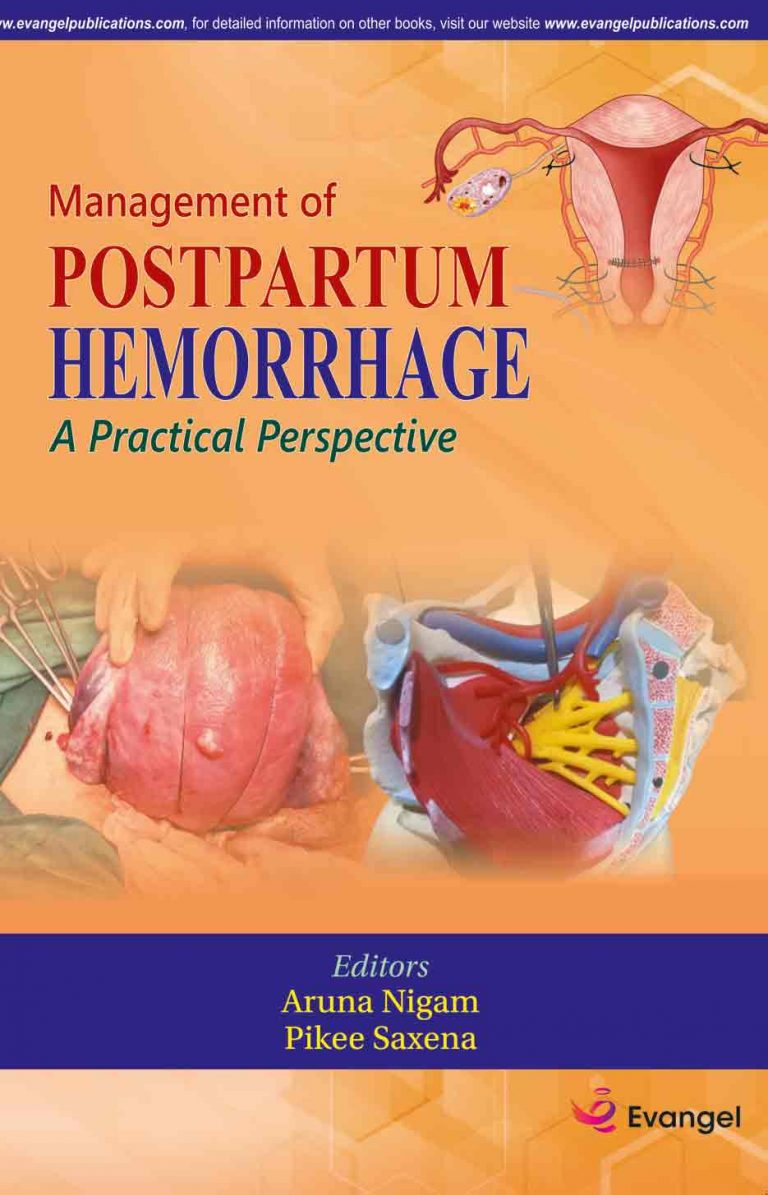 w.evangelpublications.com, for detailed information on other books, visit our website www.evangelpublications.com
Management of
POSTPARTUM
HEMORRHAGE
A Practical Perspective
Editors
Aruna Nigam
Pikee Saxena
Evangel